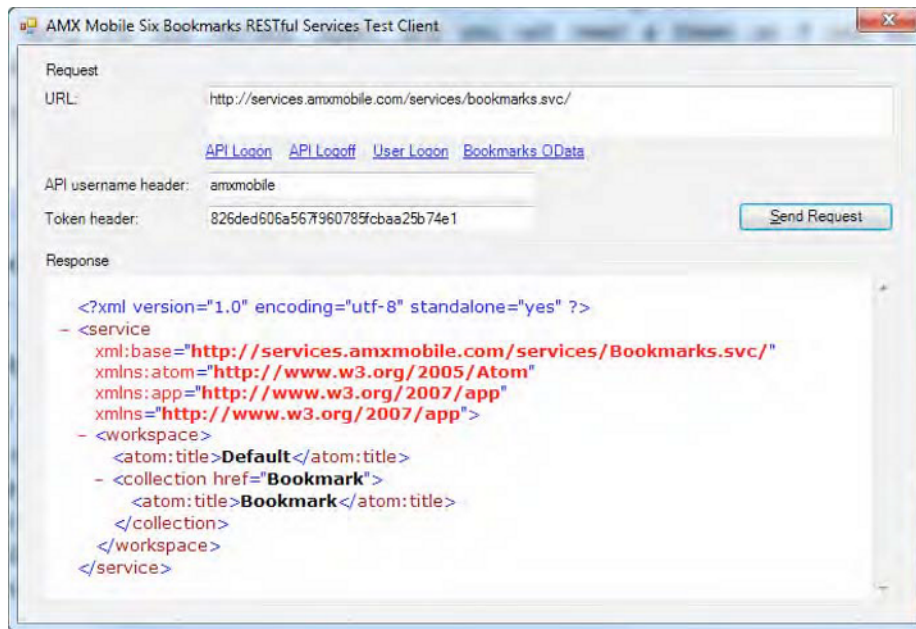 AMX Mobile Six Bookmarks RESTful Services Test Client
Request
URL: http://services.amxmobile.com/services/bookmarks.svc/
API Logon API Logoff User Logon Bookmarks OData
API username header: amxmobile
Token header: 826ded606a567f960785fcbaa25b74e1 Send Request
Response
<?xml version="1.0" encoding="utf-8" standalone="yes" ?>
- <service
xml:base="http://services.amxmobile.com/services/Bookmarks.svc/"
xmlns:atom="http://www.w3.org/2005/Atom"
xmlns:app="http://www.w3.org/2007/app"
xmlns="http://www.w3.org/2007/app">
- <workspace>
<atom:title>Default</atom:title>
- <collection href="Bookmark">
<atom:title>Bookmark</atom:title>
</collection>
</workspace>
</service>